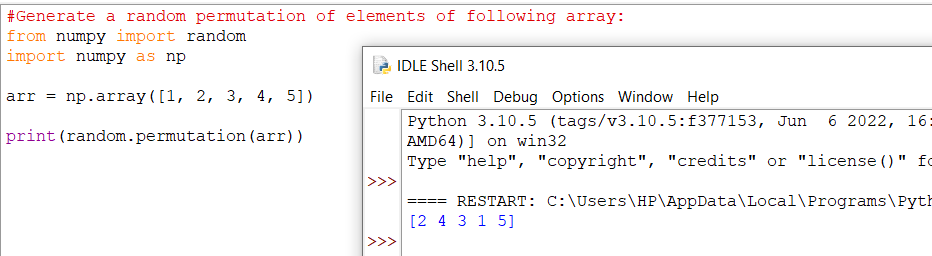 #Generate a random permutation of elements of following array:
from numpy import random
import numpy as np
arr = np.array([1, 2, 3, 4, 5])
print(random.permutation(arr))
IDLE Shell 3.10.5
File Edit Shell Debug Options Window Help
Python 3.10.5 (tags/v3.10.5:f377153, Jun  6 2022, 16:
AMD64)] on win32
Type "help", "copyright", "credits" or "license()" fo
>>>
==== RESTART: C:\Users\HP\AppData\Local\Programs\Pyth
[2 4 3 1 5]
>>>